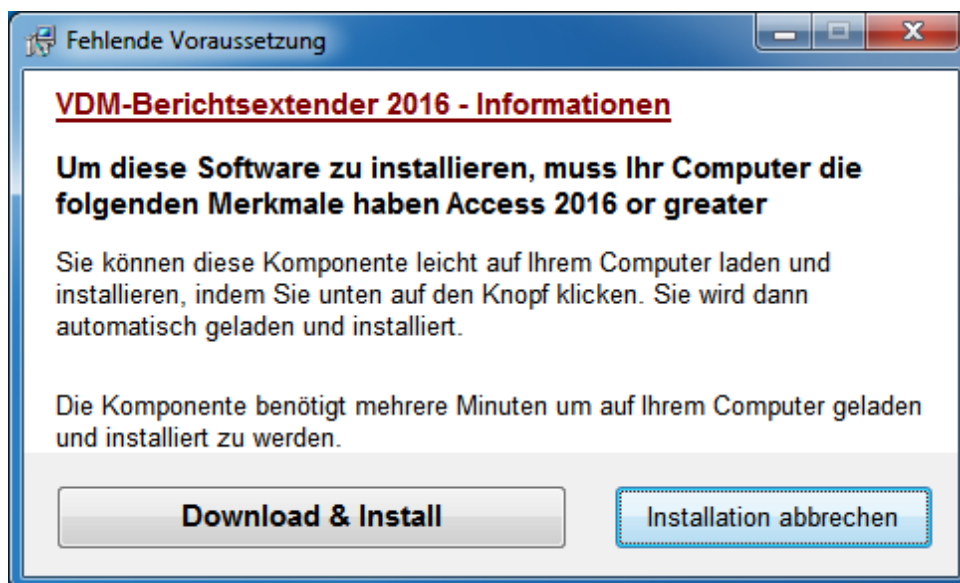 Fehlende Voraussetzung
VDM-Berichtsextender 2016 - Informationen
Um diese Software zu installieren, muss Ihr Computer die
folgenden Merkmale haben Access 2016 or greater
Sie können diese Komponente leicht auf Ihrem Computer laden und
installieren, indem Sie unten auf den Knopf klicken. Sie wird dann
automatisch geladen und installiert.
Die Komponente benötigt mehrere Minuten um auf Ihrem Computer geladen
und installiert zu werden.
Download & Install
Installation abbrechen